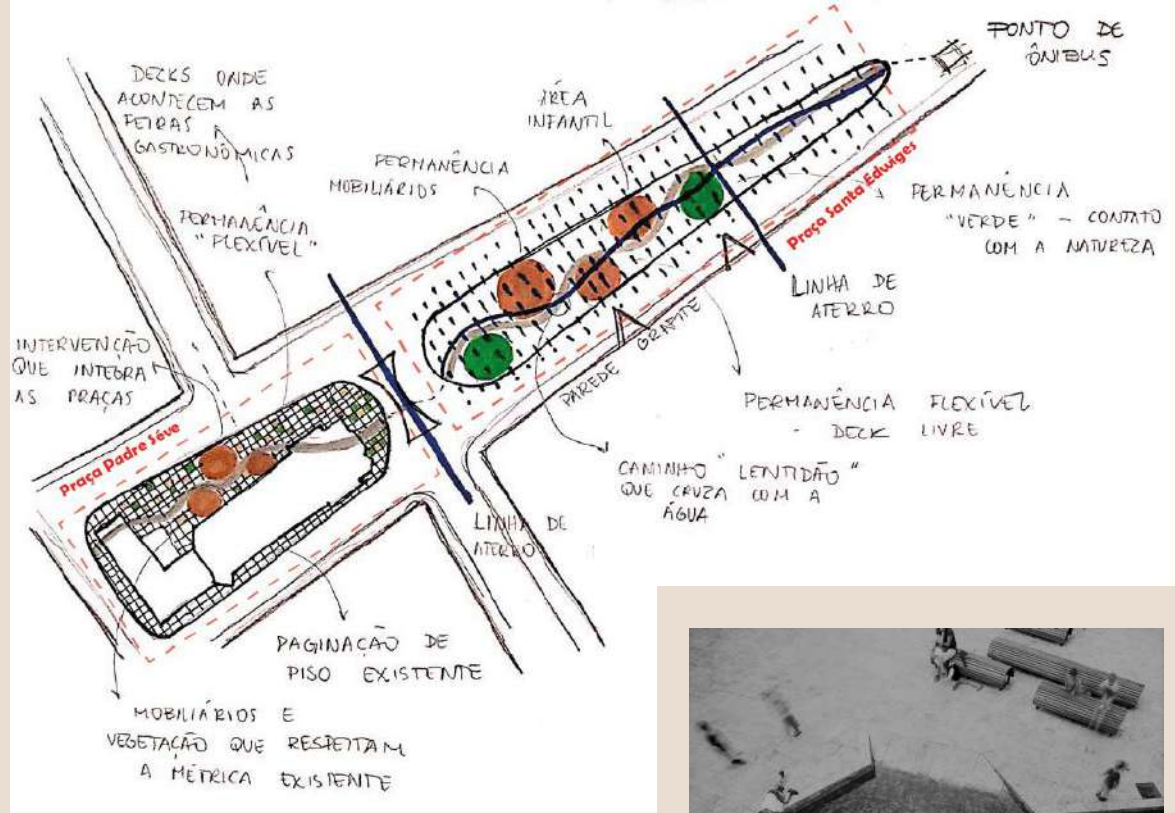 PONTO DE
ÔNIBUS
DECKS ONDE
ACONTECEM AS
FEIRAS
GASTRONÔMICAS
ÁREA
INFANTIL
PERMANÊNCIA
MOBILIÁRIOS
PERMANÊNCIA
"FLEXÍVEL"
Praça Santa Edwiges
PERMANÊNCIA
"VERDE" - CONTATO
COM A NATUREZA
LINHA DE
ATERRO
INTERVENÇÃO
QUE INTEGRA
AS PRAÇAS
PAREDE GRAFITE
PERMANÊNCIA FLEXÍVEL
- DECK LIVRE
Praça Padre Séve
CAMINHO "LENTIDÃO"
QUE CRUZA COM A
ÁGUA
LINHA DE
ATERRO
PAGINAÇÃO DE
PISO EXISTENTE
MOBILIÁRIOS E
VEGETAÇÃO QUE RESPEITAM
A MÉTRICA EXISTENTE